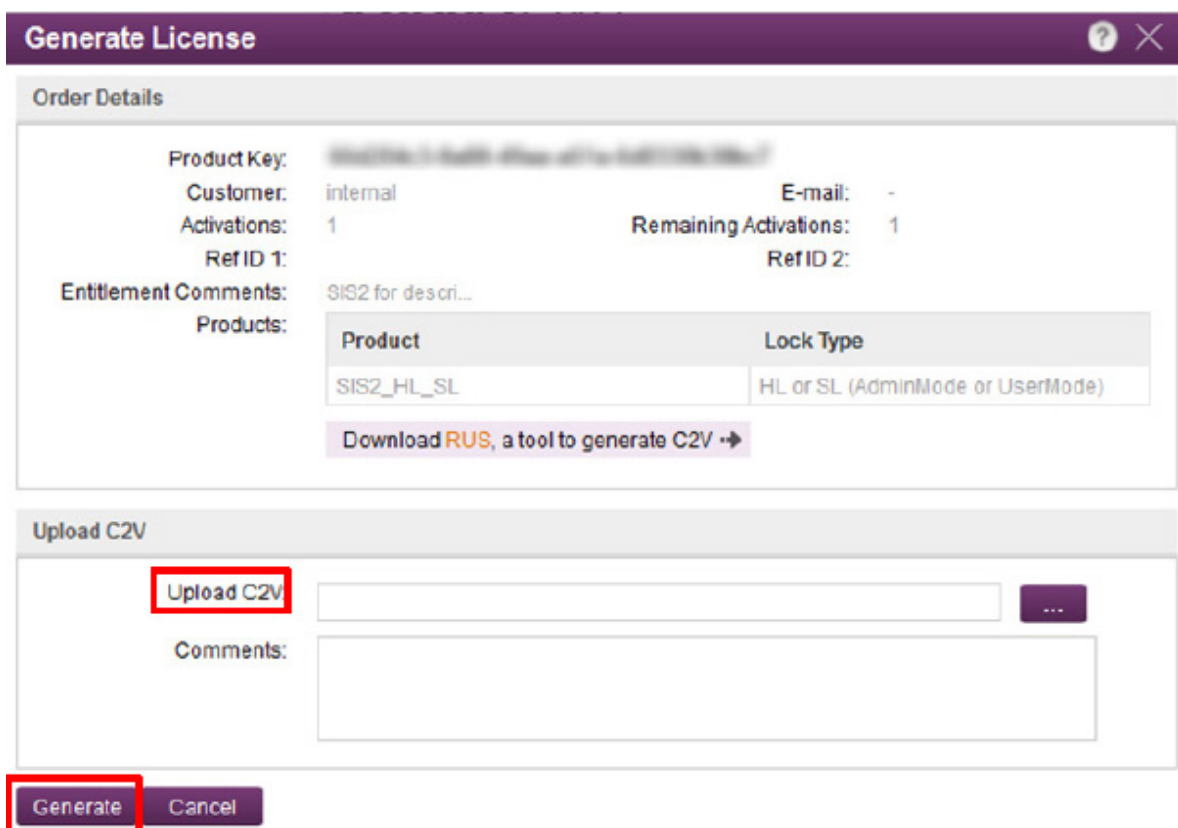 Generate License
?
Order Details
Product Key:
Customer: internal E-mail: -
Activations: 1 Remaining Activations: 1
Ref ID 1: Ref ID 2:
Entitlement Comments: SIS2 for descri...
Products:
Product Lock Type
SIS2_HL_SL HL or SL (AdminMode or UserMode)
Download RUS, a tool to generate C2V
Upload C2V
Upload C2V: ...
Comments:
Generate Cancel